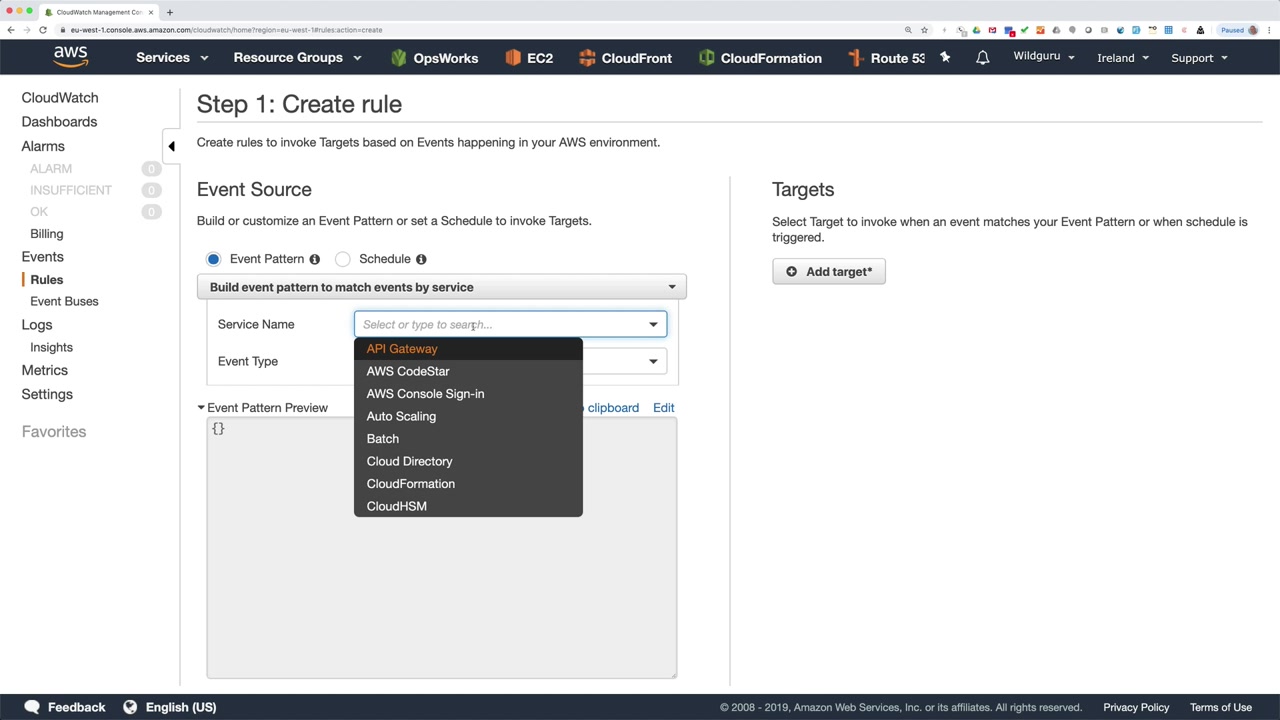 CloudWatch Management Con
eu-west-1.console.aws.amazon.com/cloudwatch/home?region=eu-west-1#rules:action=create
Paused
aws
Services
Resource Groups
OpsWorks
EC2
CloudFront
CloudFormation
Route 53
Wildguru
Ireland
Support
CloudWatch
Dashboards
Alarms
ALARM 0
INSUFFICIENT 0
OK 0
Billing
Events
Rules
Event Buses
Logs
Insights
Metrics
Settings
Favorites
Step 1: Create rule
Create rules to invoke Targets based on Events happening in your AWS environment.
Event Source
Build or customize an Event Pattern or set a Schedule to invoke Targets.
Event Pattern
Schedule
Build event pattern to match events by service
Service Name
Select or type to search...
Event Type
API Gateway
AWS CodeStar
AWS Console Sign-in
Auto Scaling
Batch
Cloud Directory
CloudFormation
CloudHSM
Event Pattern Preview
clipboard
Edit
{}
Targets
Select Target to invoke when an event matches your Event Pattern or when schedule is
triggered.
Add target*
Feedback
English (US)
© 2008 - 2019, Amazon Web Services, Inc. or its affiliates. All rights reserved.
Privacy Policy
Terms of Use